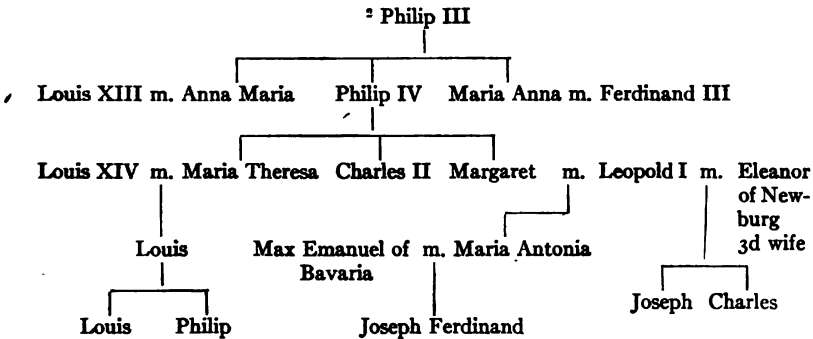 ² Philip III
Louis XIII m. Anna Maria Philip IV Maria Anna m. Ferdinand III
Louis XIV m. Maria Theresa Charles II Margaret m. Leopold I m. Eleanor
of New-
burg
3d wife
Louis Max Emanuel of m. Maria Antonia
Bavaria
Joseph Charles
Louis Philip Joseph Ferdinand